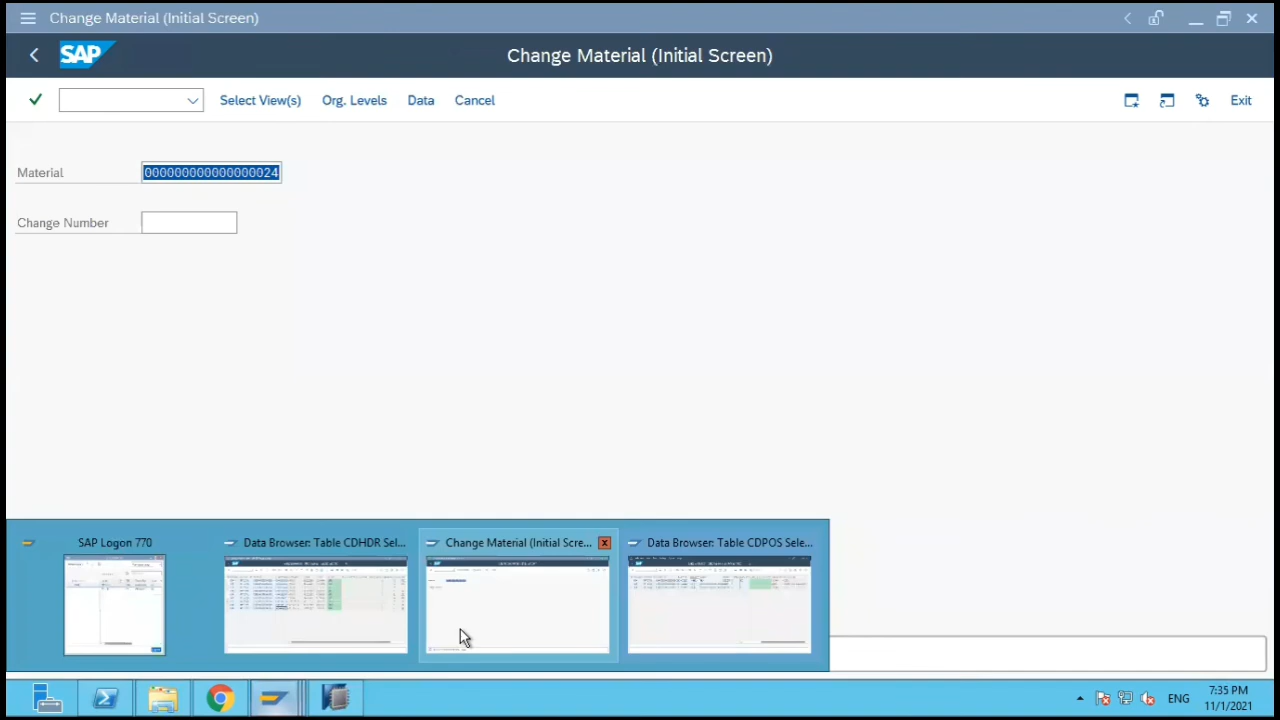 Change Material (Initial Screen)
SAP
Change Material (Initial Screen)
Select View(s) Org. Levels Data Cancel Exit
Material 000000000000000024
Change Number
SAP Logon 770 Data Browser: Table CDHDR Sel... Change Material (Initial Scre... Data Browser: Table CDPOS Sele...
ENG 7:35 PM
11/1/2021